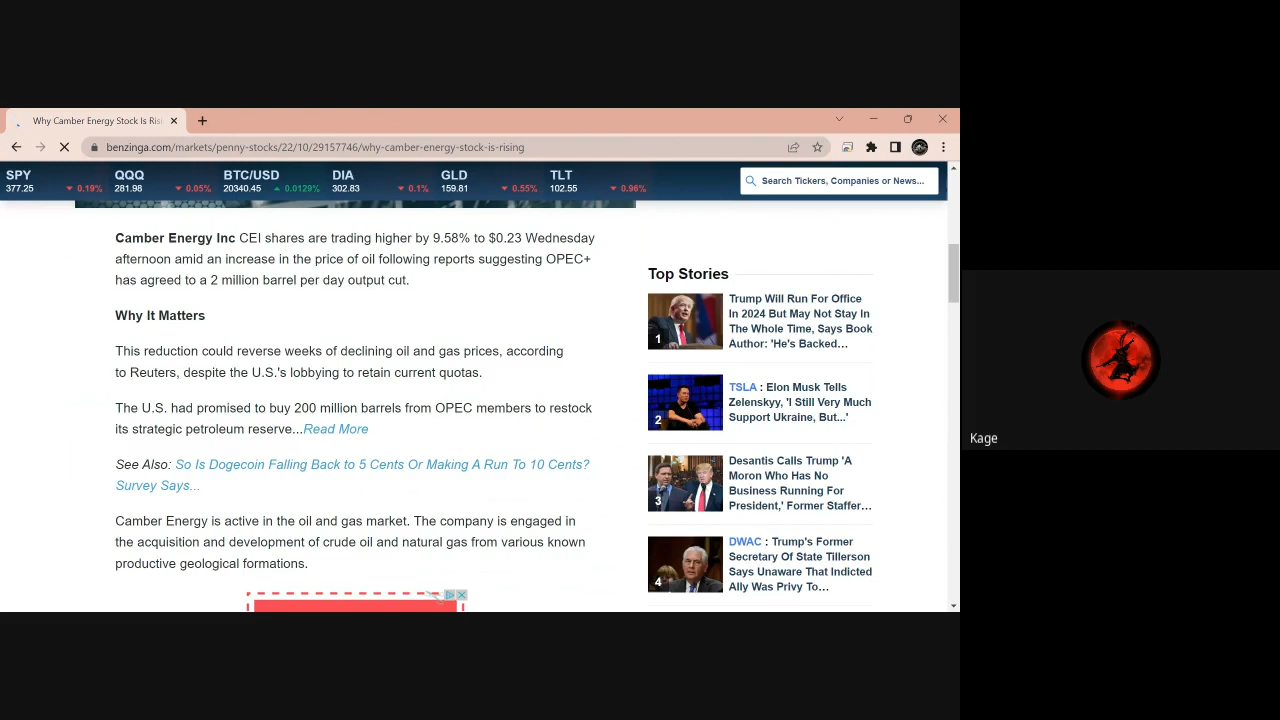 Why Camber Energy Stock Is Ris
benzinga.com/markets/penny-stocks/22/10/29157746/why-camber-energy-stock-is-rising
SPY QQQ BTC/USD DIA GLD TLT
377.25 0.19% 281.98 0.05% 20340.45 0.0129% 302.83 0.1% 159.81 0.55% 102.55 0.96%
Search Tickers, Companies or News...
Camber Energy Inc CEI shares are trading higher by 9.58% to $0.23 Wednesday
afternoon amid an increase in the price of oil following reports suggesting OPEC+
has agreed to a 2 million barrel per day output cut.
Why It Matters
This reduction could reverse weeks of declining oil and gas prices, according
to Reuters, despite the U.S.'s lobbying to retain current quotas.
The U.S. had promised to buy 200 million barrels from OPEC members to restock
its strategic petroleum reserve...Read More
See Also: So Is Dogecoin Falling Back to 5 Cents Or Making A Run To 10 Cents?
Survey Says...
Camber Energy is active in the oil and gas market. The company is engaged in
the acquisition and development of crude oil and natural gas from various known
productive geological formations.
Top Stories
1
Trump Will Run For Office
In 2024 But May Not Stay In
The Whole Time, Says Book
Author: 'He's Backed...
2
TSLA : Elon Musk Tells
Zelenskyy, 'I Still Very Much
Support Ukraine, But...'
3
Desantis Calls Trump 'A
Moron Who Has No
Business Running For
President,' Former Staffer...
4
DWAC : Trump's Former
Secretary Of State Tillerson
Says Unaware That Indicted
Ally Was Privy To...
Kage